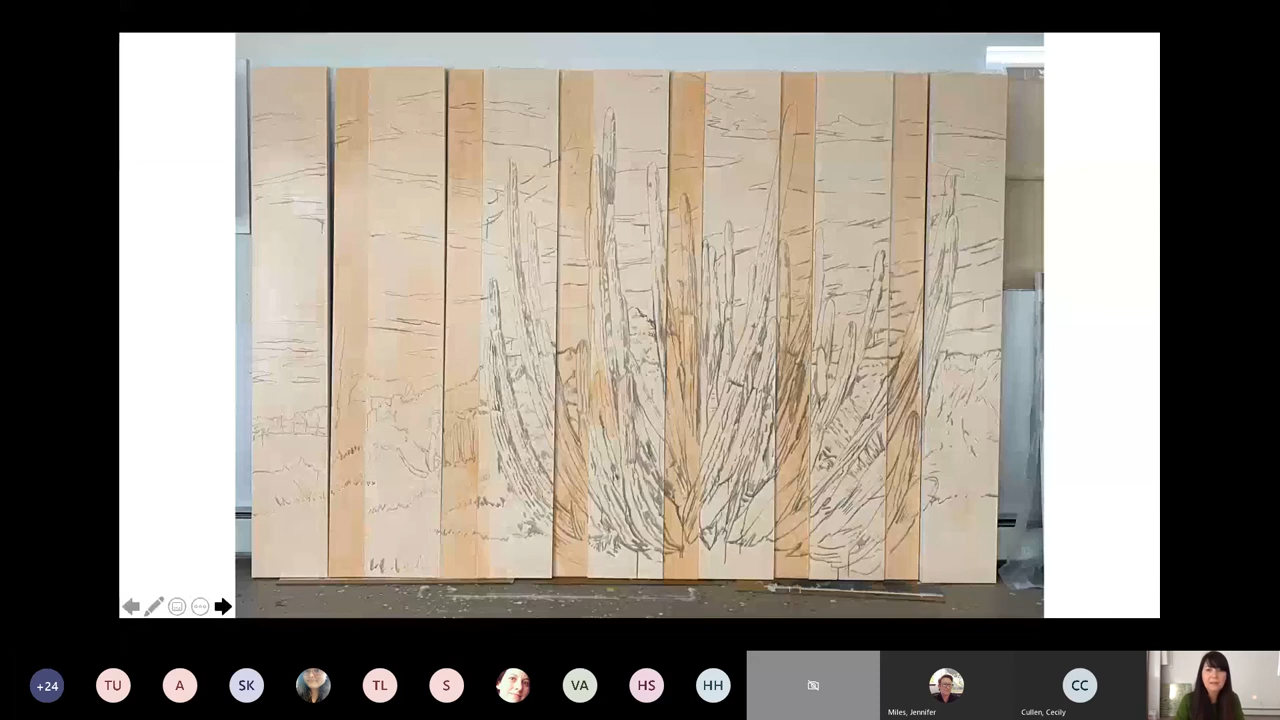 +24
TU
A
SK
TL
S
VA
HS
HH
CC
Miles, Jennifer
Cullen, Cecily